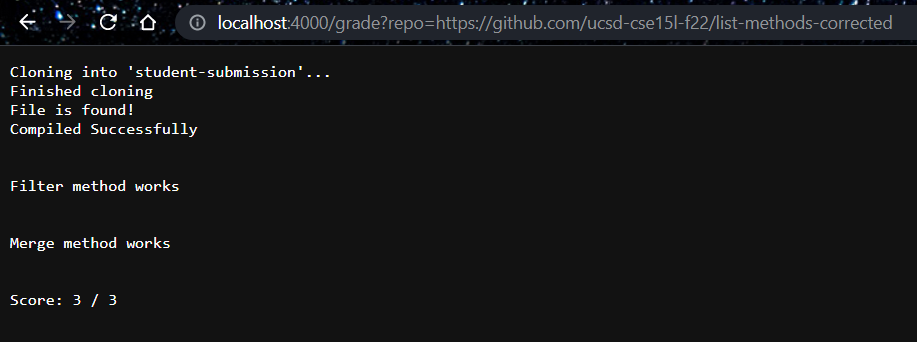 localhost:4000/grade?repo=https://github.com/ucsd-cse15l-f22/list-methods-corrected
Cloning into 'student-submission'...
Finished cloning
File is found!
Compiled Successfully
Filter method works
Merge method works
Score: 3 / 3